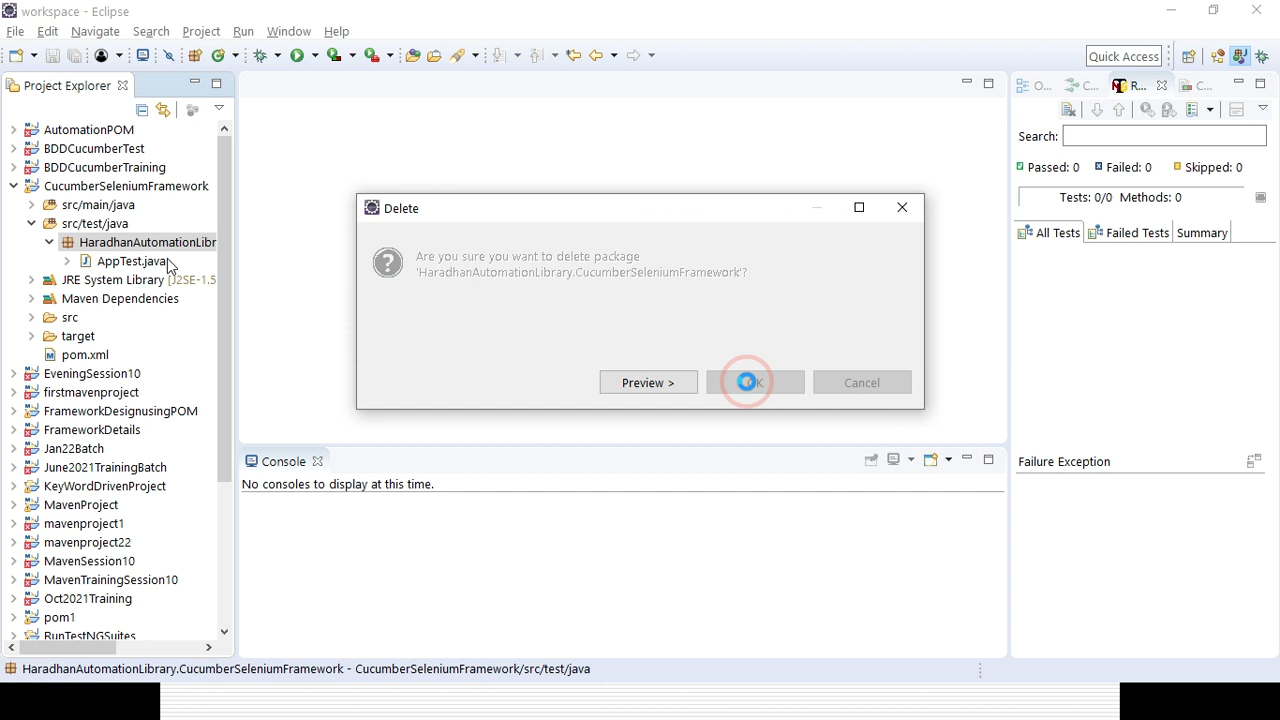 workspace - Eclipse
File Edit Navigate Search Project Run Window Help
Quick Access
Project Explorer
O... C... R... C...
AutomationPOM
BDDCucumberTest
BDDCucumberTraining
CucumberSeleniumFramework
src/main/java
src/test/java
HaradhanAutomationLibr
AppTest.java
JRE System Library [J2SE-1.5
Maven Dependencies
src
target
pom.xml
EveningSession10
firstmavenproject
FrameworkDesignusingPOM
FrameworkDetails
Jan22Batch
June2021TrainingBatch
KeyWordDrivenProject
MavenProject
mavenproject1
mavenproject22
MavenSession10
MavenTrainingSession10
Oct2021Training
pom1
RunTestNGSuites
Delete
Are you sure you want to delete package
'HaradhanAutomationLibrary.CucumberSeleniumFramework'?
Preview > OK Cancel
Console
No consoles to display at this time.
Search:
Passed: 0 Failed: 0 Skipped: 0
Tests: 0/0 Methods: 0
All Tests Failed Tests Summary
Failure Exception
HaradhanAutomationLibrary.CucumberSeleniumFramework - CucumberSeleniumFramework/src/test/java